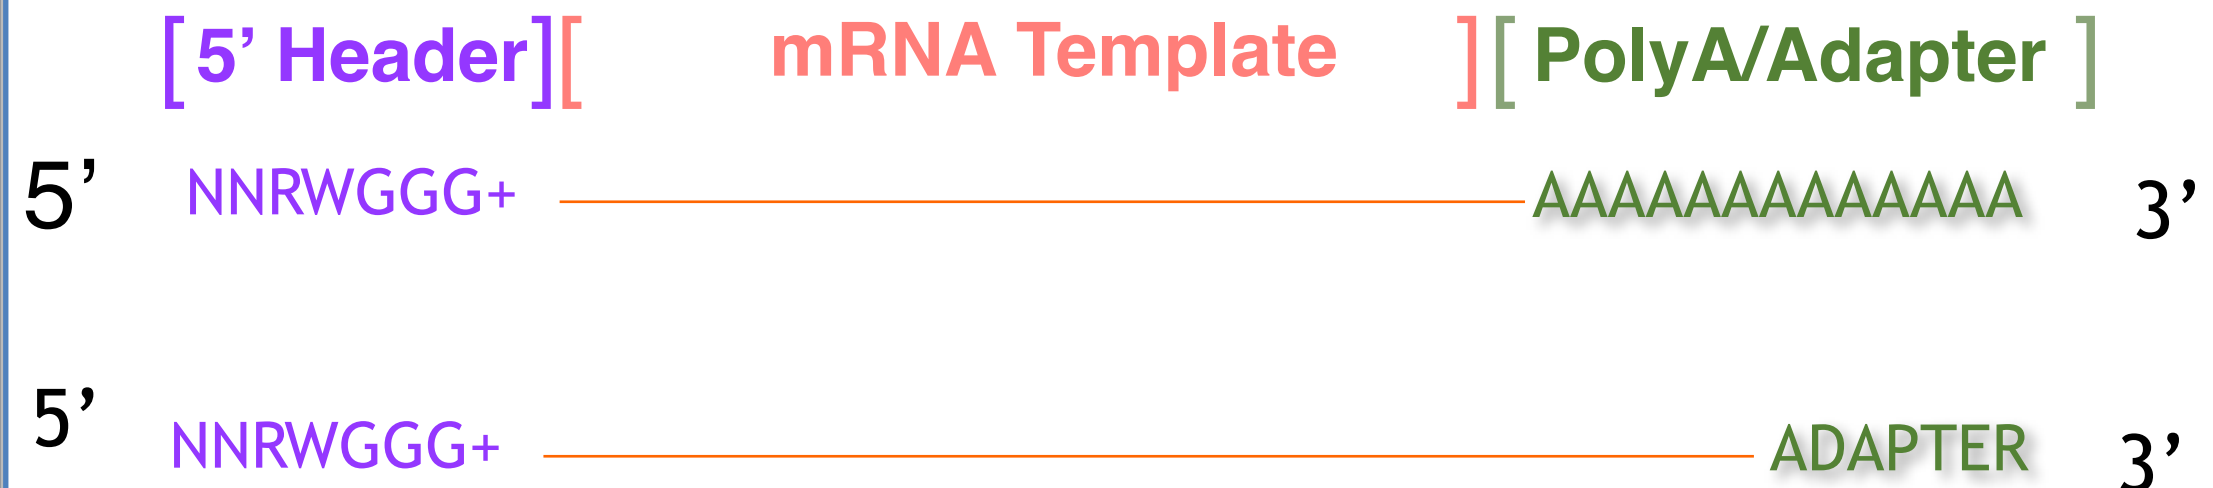 [5’ Header][ mRNA Template ][ PolyA/Adapter ]
5’ NNRWGGG+ AAAAAAAAAAAAA 3’
5’ NNRWGGG+ ADAPTER 3’